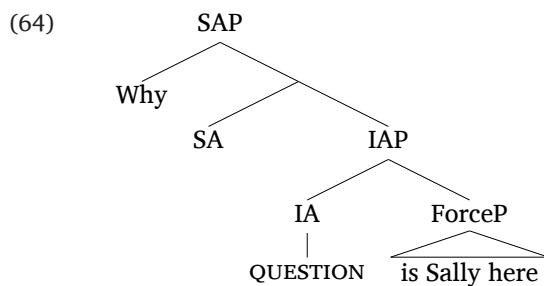 (64) SAP
Why
SA IAP
IA ForceP
QUESTION is Sally here